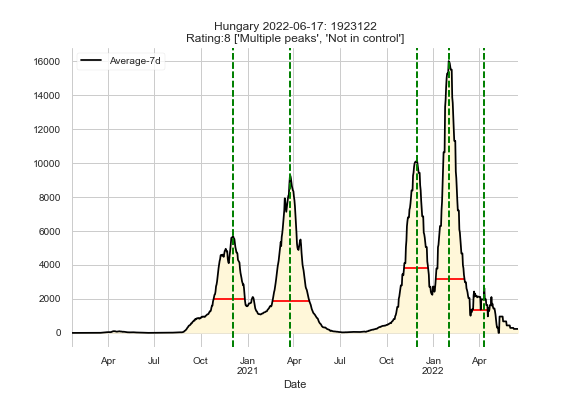 Hungary 2022-06-17: 1923122
Rating:8 ['Multiple peaks', 'Not in control']
Average-7d
16000
14000
12000
10000
8000
6000
4000
2000
0
Apr Jul Oct Jan Apr Jul Oct Jan Apr
2021 2022
Date